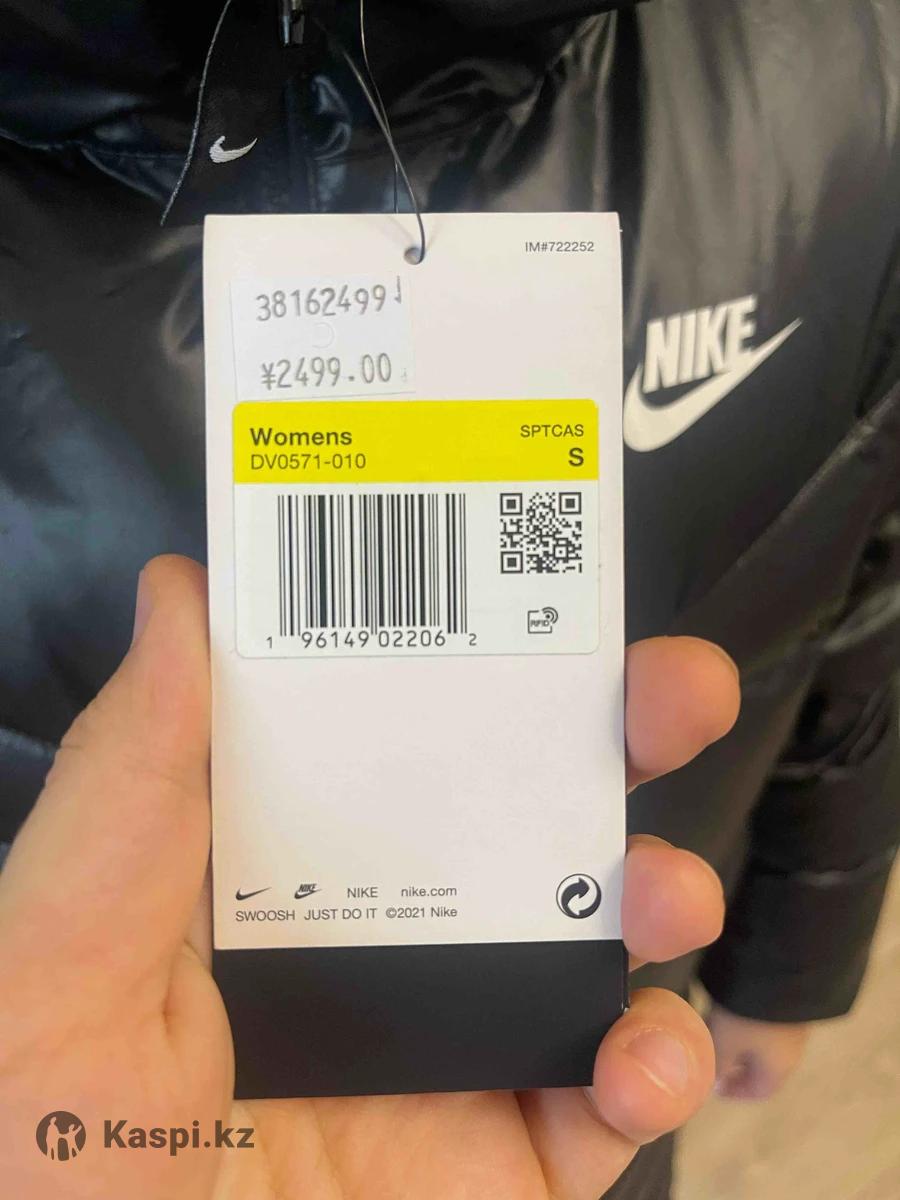 IM#722252
38162499
¥2499.00
Womens
SPTCAS
DV0571-010
S
RFID
1 96149 02206 2
NIKE nike.com
SWOOSH JUST DO IT ©2021 Nike
NIKE
Kaspi.kz